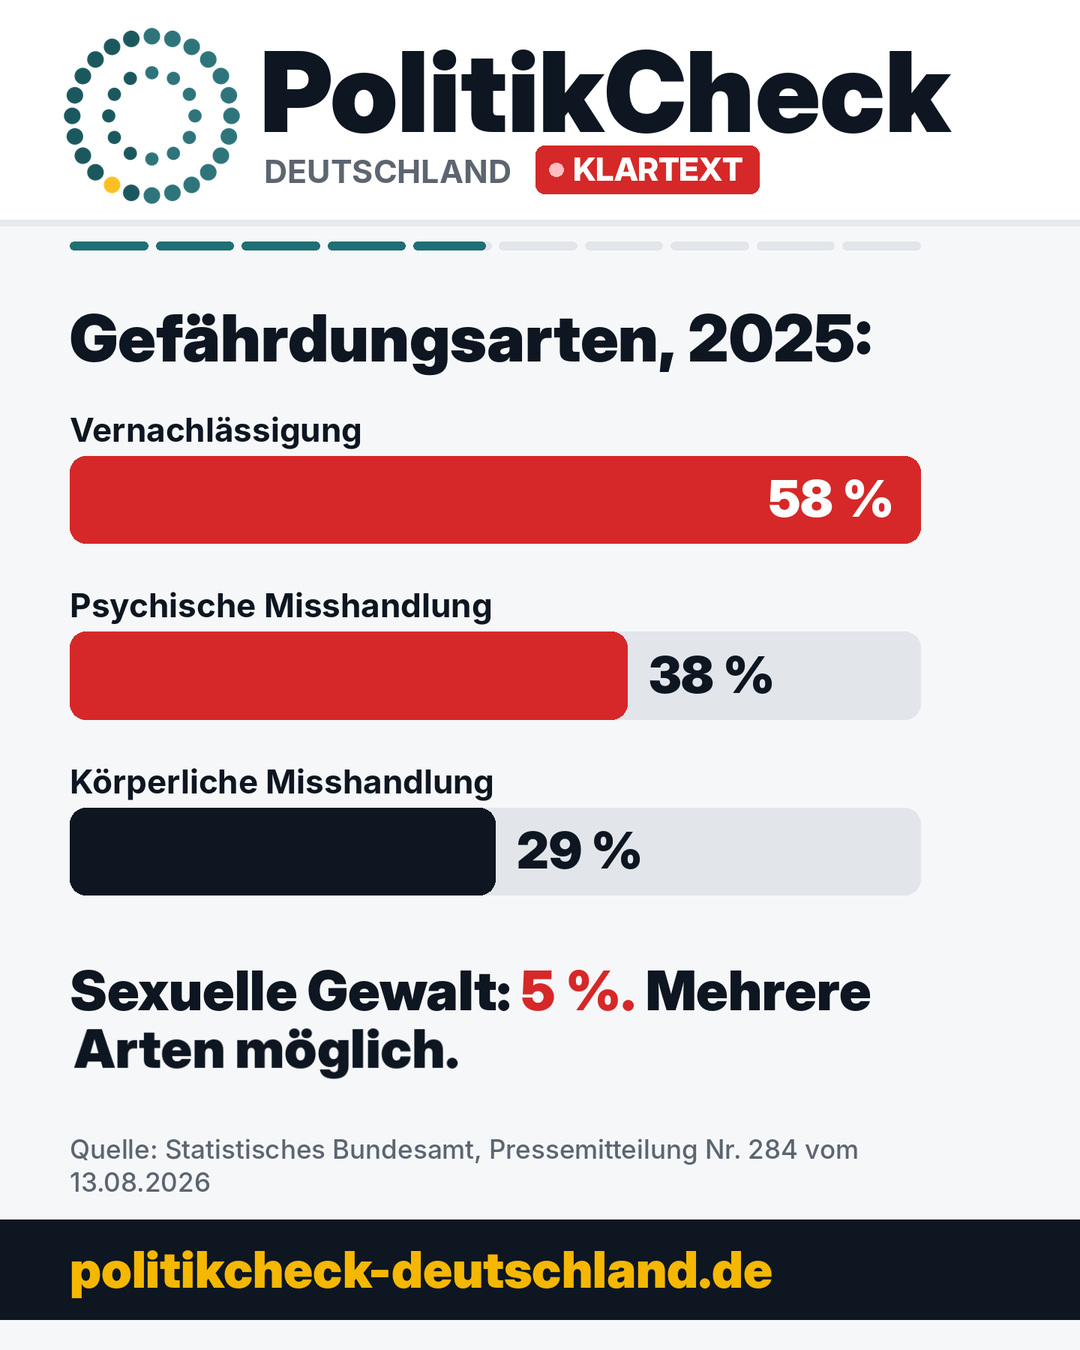 PolitikCheck
DEUTSCHLAND KLARTEXT
Gefährdungsarten, 2025:
Vernachlässigung
58 %
Psychische Misshandlung
38 %
Körperliche Misshandlung
29 %
Sexuelle Gewalt: 5 %. Mehrere
Arten möglich.
Quelle: Statistisches Bundesamt, Pressemitteilung Nr. 284 vom
13.08.2026
politikcheck-deutschland.de